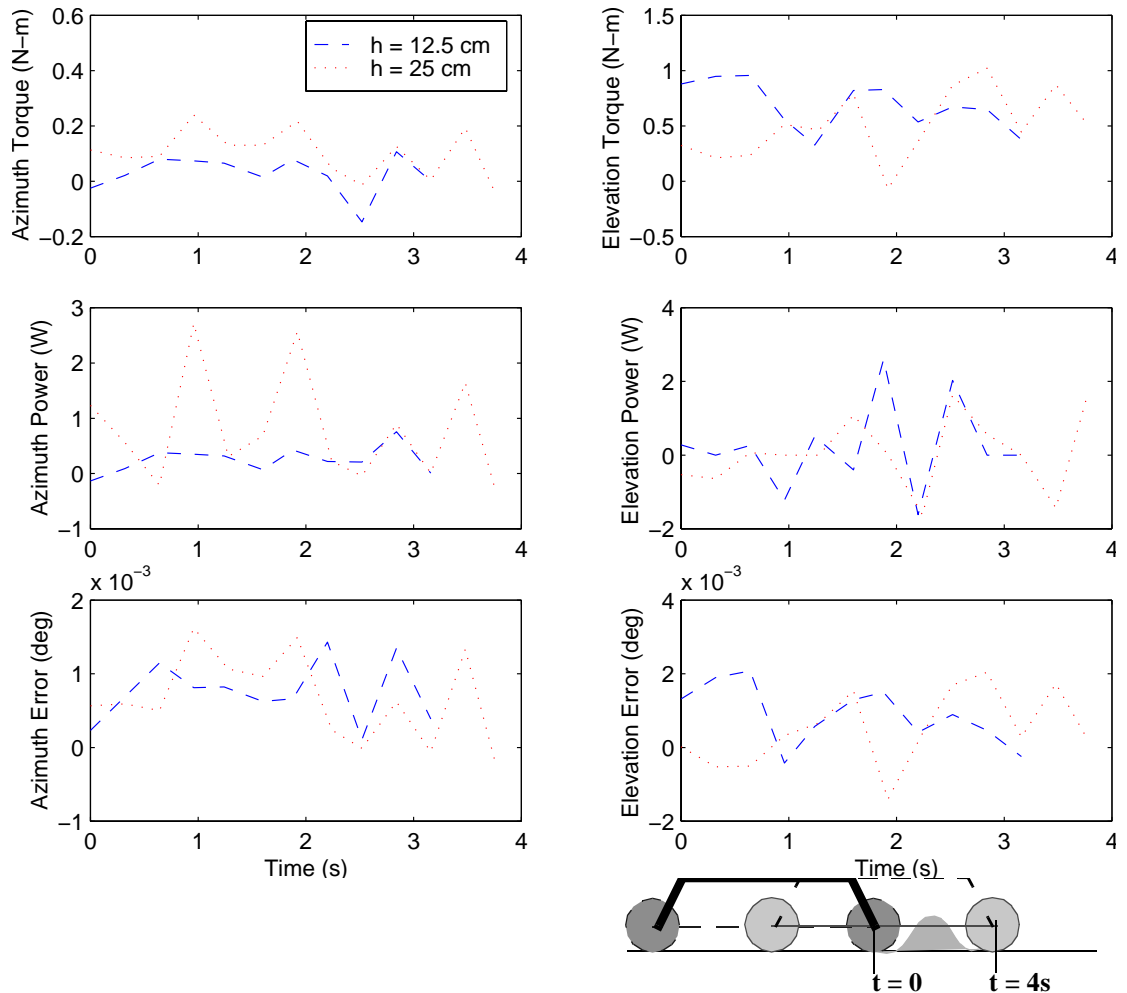 Azimuth Torque (N−m)
0.6
0.4
0.2
0
−0.2
0 1 2 3 4
h = 12.5 cm
h = 25 cm
Elevation Torque (N−m)
1.5
1
0.5
0
−0.5
0 1 2 3 4
Azimuth Power (W)
3
2
1
0
−1
0 1 2 3 4
Elevation Power (W)
4
2
0
−2
0 1 2 3 4
x 10−3
Azimuth Error (deg)
2
1
0
−1
0 1 2 3 4
Time (s)
x 10−3
Elevation Error (deg)
4
2
0
−2
0 1 2 3 4
Time (s)
t = 0
t = 4s